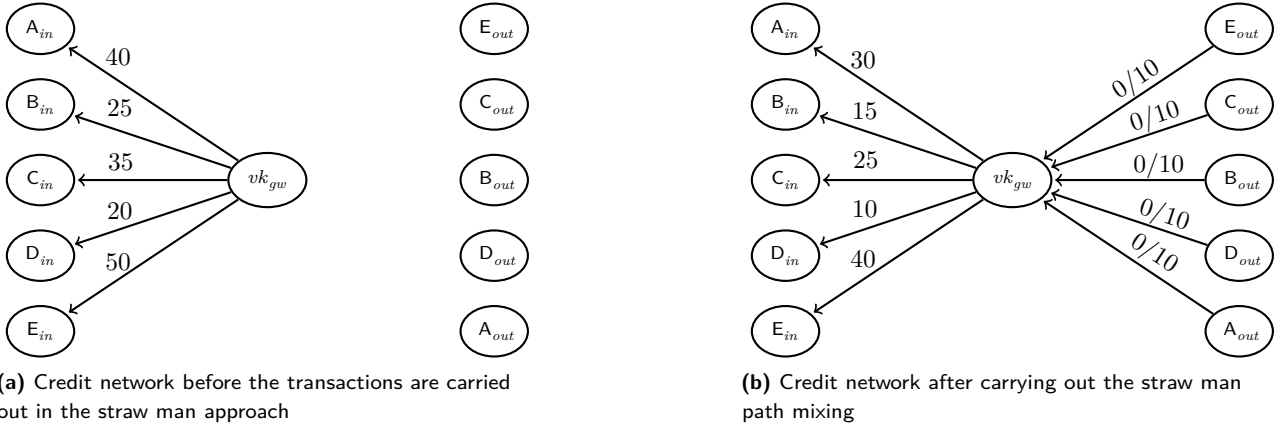 A_in
E_out
40
B_in
C_out
25
C_in
35
vk_gw
B_out
20
D_in
D_out
50
E_in
A_out
(a) Credit network before the transactions are carried
out in the straw man approach
A_in
E_out
30
0/10
B_in
C_out
15
0/10
C_in
25
vk_gw
0/10
B_out
10
0/10
D_in
D_out
40
0/10
E_in
A_out
(b) Credit network after carrying out the straw man
path mixing